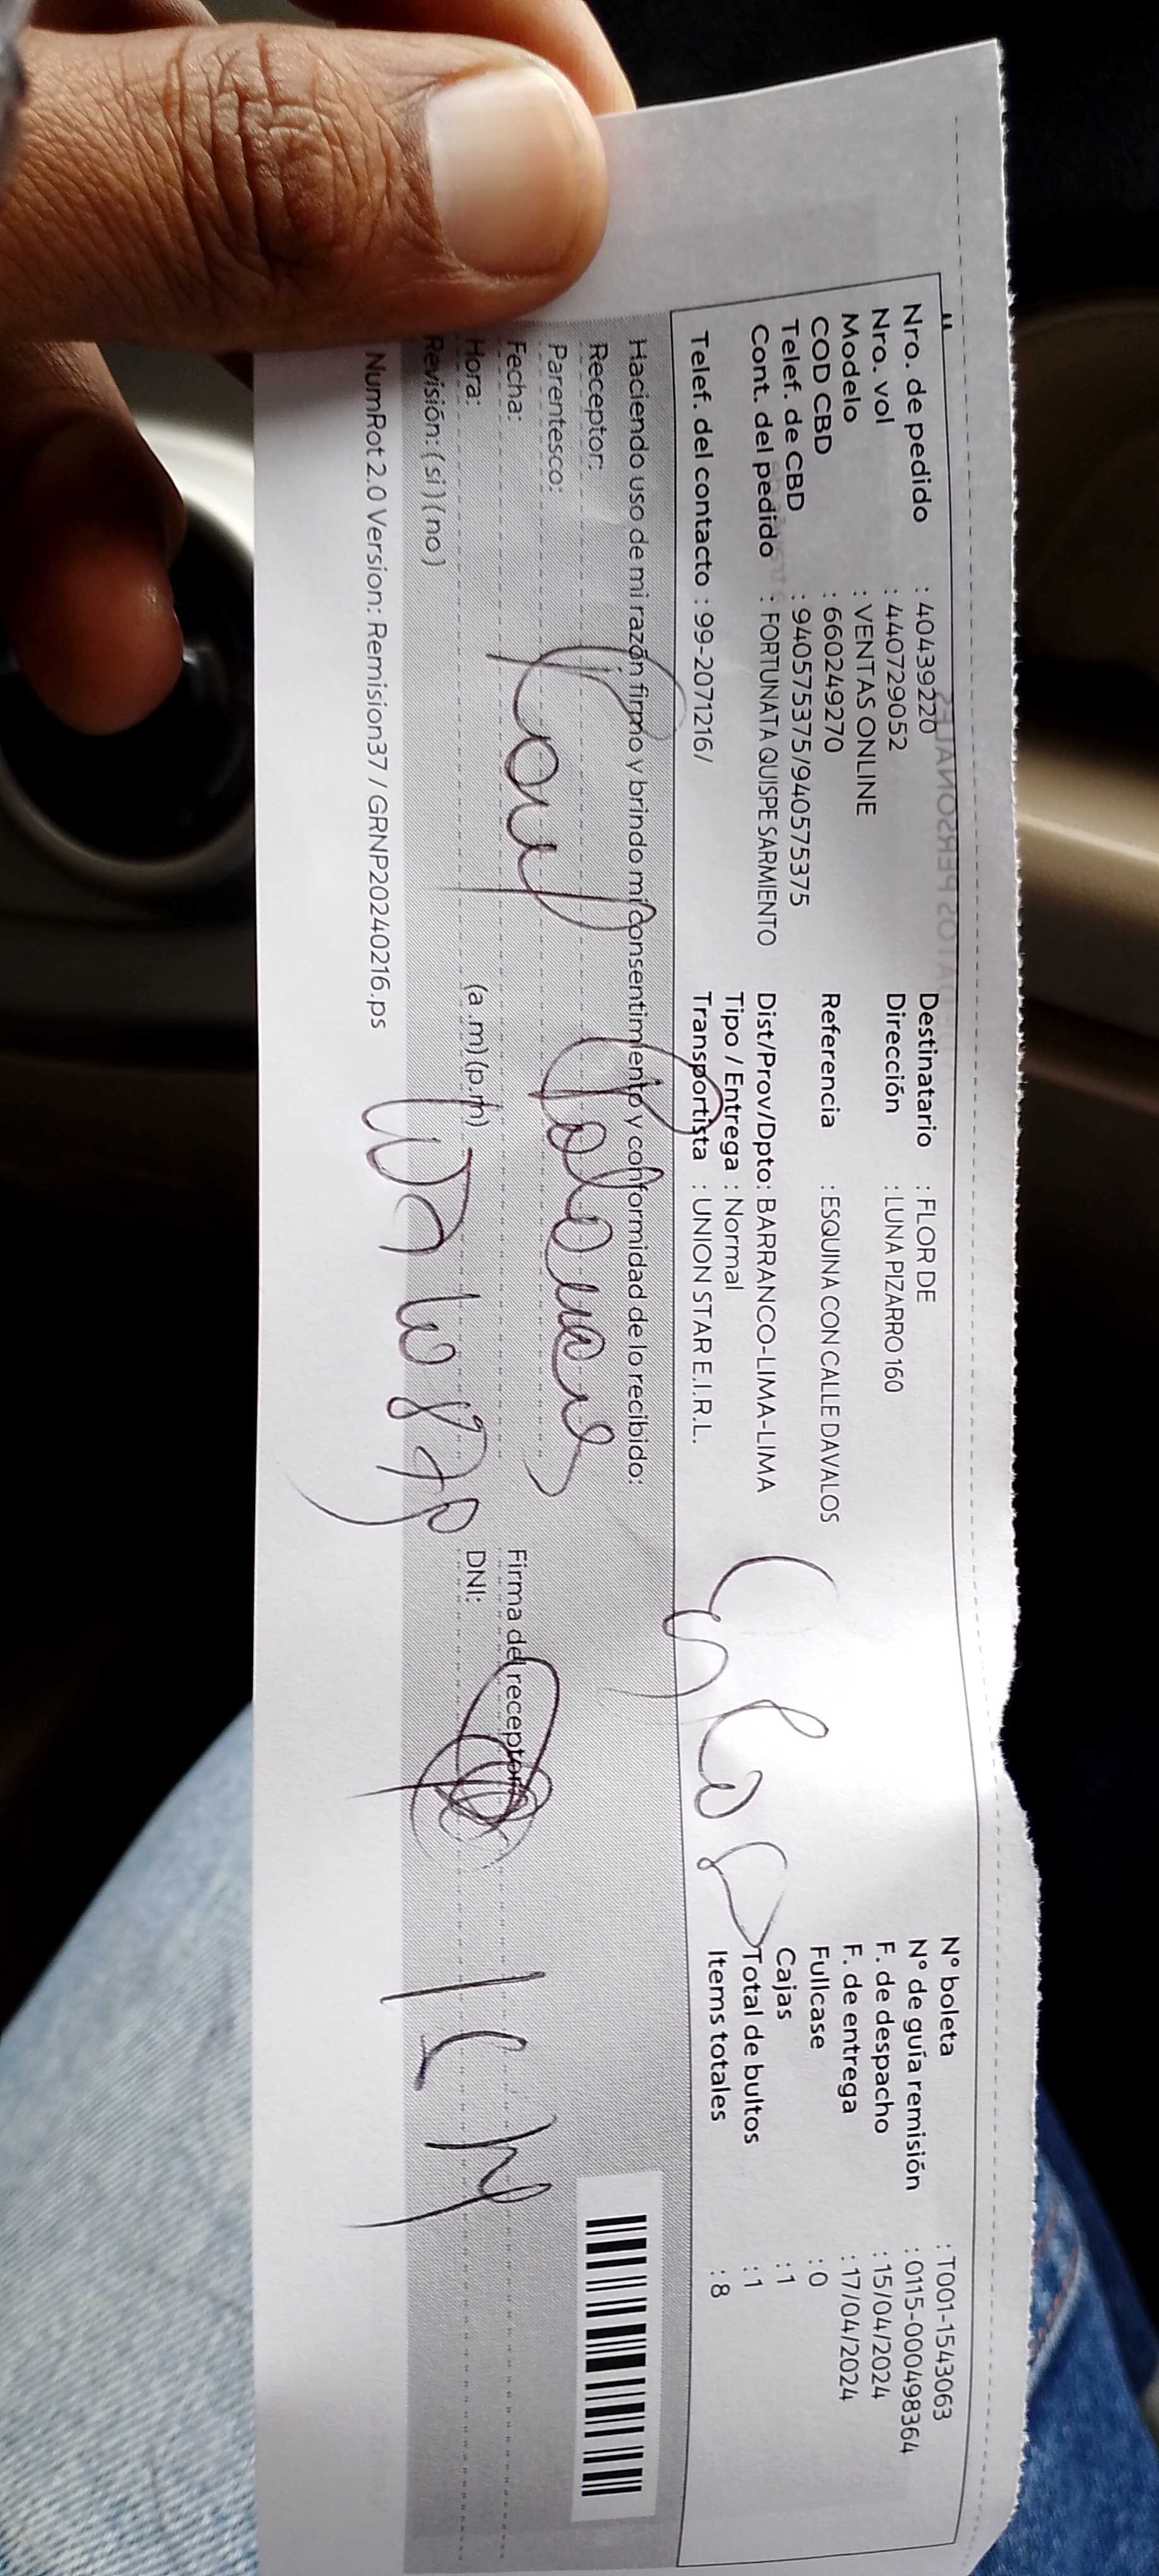 Nro. de pedido : 40439220
Nro. vol : 440729052
Modelo : VENTAS ONLINE
COD CBD : 660249270
Telef. de CBD : 940575375/940575375
Cont. del pedido : FORTUNATA QUISPE SARMIENTO
Telef. del contacto : 99-2071216/
Destinatario : FLOR DE
Dirección : LUNA PIZARRO 160
Referencia : ESQUINA CON CALLE DAVALOS
Dist/Prov/Dpto: BARRANCO-LIMA-LIMA
Tipo / Entrega : Normal
Transportista : UNION STAR E.I.R.L.
N° boleta : T001-1543063
N° de guía remisión : 0115-000498364
F. de despacho : 15/04/2024
F. de entrega : 17/04/2024
Fullcase : 0
Cajas : 1
Total de bultos : 1
Items totales : 8
Haciendo uso de mi razón firmo y brindo mi consentimiento y conformidad de lo recibido:
Receptor:
Parentesco:
Fecha:
Firma del receptor:
Hora: (a.m)(p.m)
DNI:
Revisión: ( si ) ( no )
NumRot 2.0 Version: Remision37 / GRNP20240216.ps